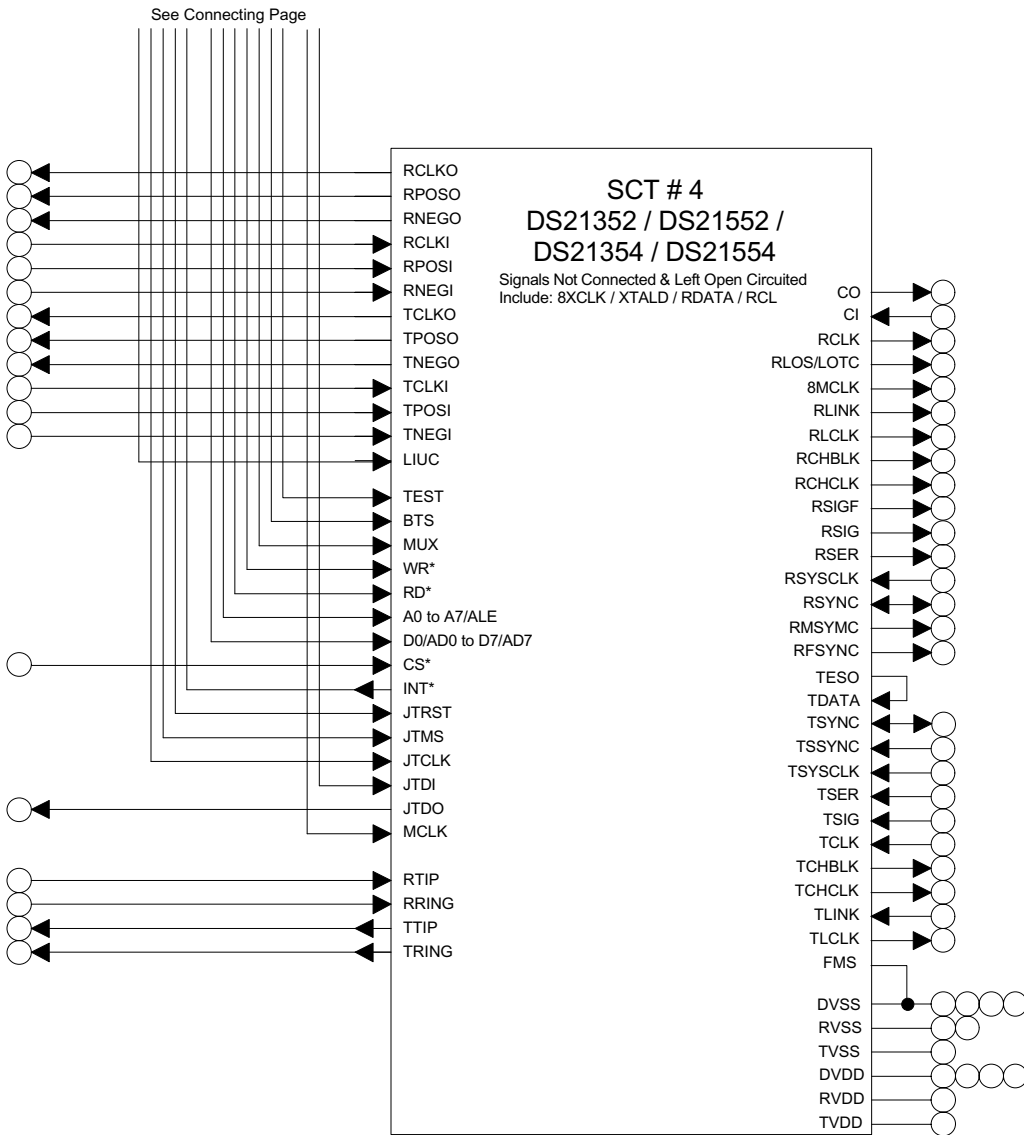 See Connecting Page
SCT # 4
DS21352 / DS21552 /
DS21354 / DS21554
Signals Not Connected & Left Open Circuited
Include: 8XCLK / XTALD / RDATA / RCL
RCLKO
RPOSO
RNEGO
RCLKI
RPOSI
RNEGI
TCLKO
TPOSO
TNEGO
TCLKI
TPOSI
TNEGI
LIUC
TEST
BTS
MUX
WR*
RD*
A0 to A7/ALE
D0/AD0 to D7/AD7
CS*
INT*
JTRST
JTMS
JTCLK
JTDI
JTDO
MCLK
RTIP
RRING
TTIP
TRING
CO
CI
RCLK
RLOS/LOTC
8MCLK
RLINK
RLCLK
RCHBLK
RCHCLK
RSIGF
RSIG
RSER
RSYSCLK
RSYNC
RMSYMC
RFSYNC
TESO
TDATA
TSYNC
TSSYNC
TSYSCLK
TSER
TSIG
TCLK
TCHBLK
TCHCLK
TLINK
TLCLK
FMS
DVSS
RVSS
TVSS
DVDD
RVDD
TVDD